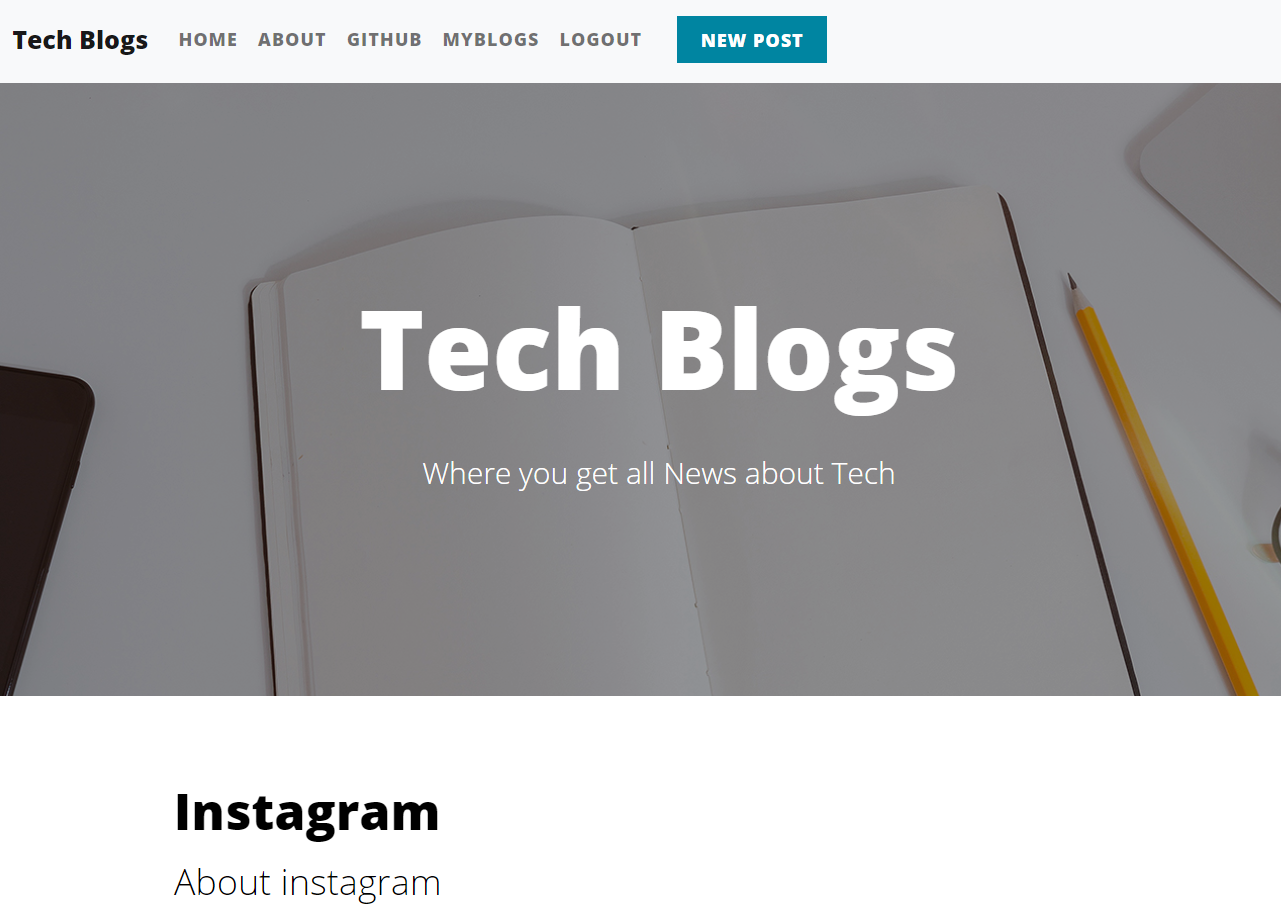 Tech Blogs HOME ABOUT GITHUB MYBLOGS LOGOUT NEW POST
Tech Blogs
Where you get all News about Tech
Instagram
About instagram